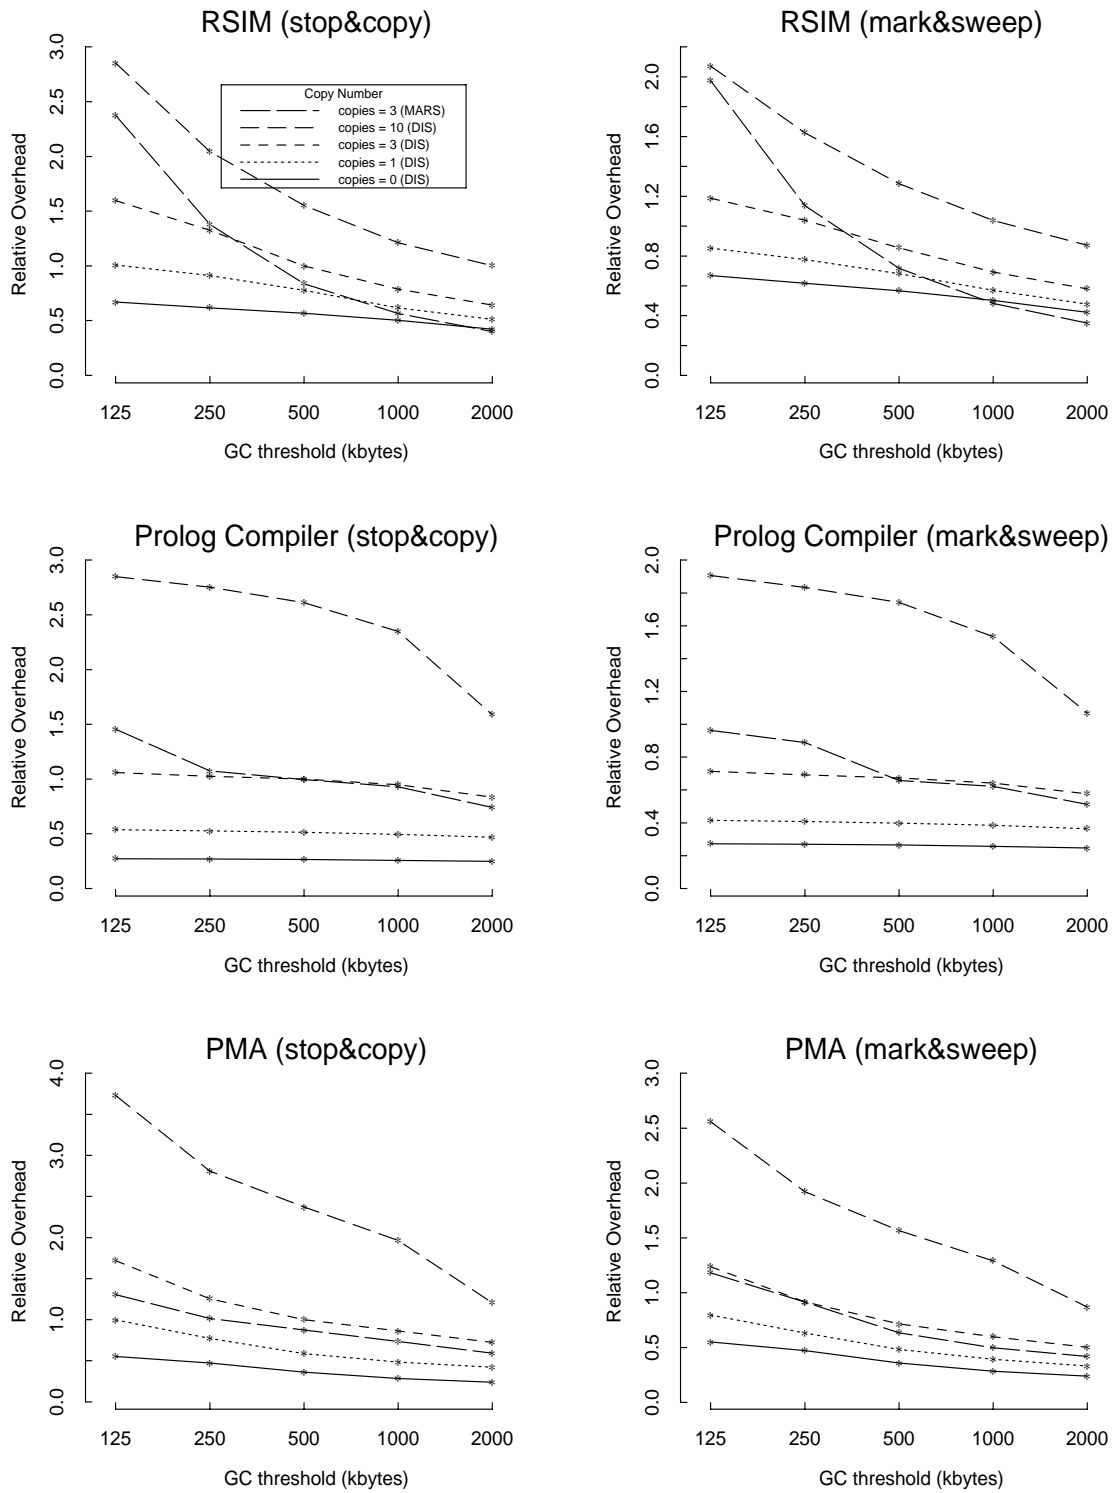 RSIM (stop&copy)
Relative Overhead
0.0 0.5 1.0 1.5 2.0 2.5 3.0
Copy Number
copies = 3 (MARS)
copies = 10 (DIS)
copies = 3 (DIS)
copies = 1 (DIS)
copies = 0 (DIS)
125 250 500 1000 2000
GC threshold (kbytes)
RSIM (mark&sweep)
Relative Overhead
0.0 0.4 0.8 1.2 1.6 2.0
125 250 500 1000 2000
GC threshold (kbytes)
Prolog Compiler (stop&copy)
Relative Overhead
0.0 0.5 1.0 1.5 2.0 2.5 3.0
125 250 500 1000 2000
GC threshold (kbytes)
Prolog Compiler (mark&sweep)
Relative Overhead
0.0 0.4 0.8 1.2 1.6 2.0
125 250 500 1000 2000
GC threshold (kbytes)
PMA (stop&copy)
Relative Overhead
0.0 1.0 2.0 3.0 4.0
125 250 500 1000 2000
GC threshold (kbytes)
PMA (mark&sweep)
Relative Overhead
0.0 0.5 1.0 1.5 2.0 2.5 3.0
125 250 500 1000 2000
GC threshold (kbytes)